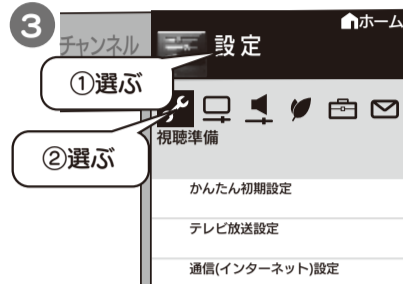 3
チャンネル
設定
ホーム
①選ぶ
②選ぶ
視聴準備
かんたん初期設定
テレビ放送設定
通信(インターネット)設定